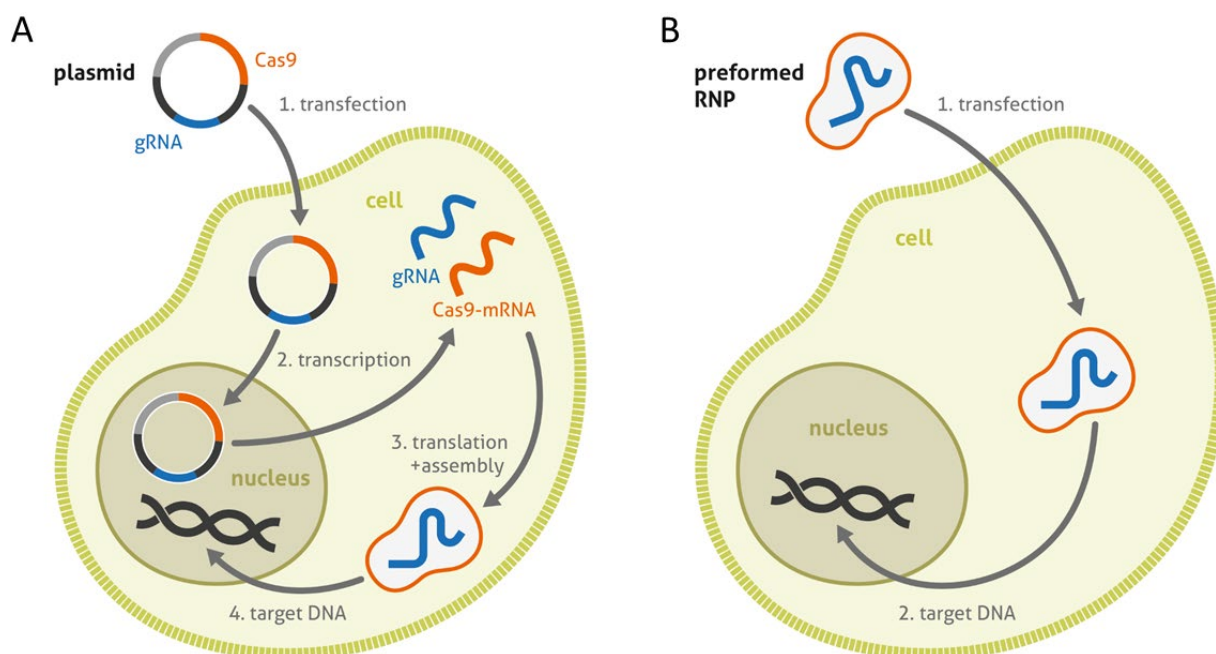 A
plasmid
Cas9
gRNA
1. transfection
cell
gRNA
Cas9-mRNA
2. transcription
nucleus
3. translation
+assembly
4. target DNA
B
preformed
RNP
1. transfection
cell
nucleus
2. target DNA